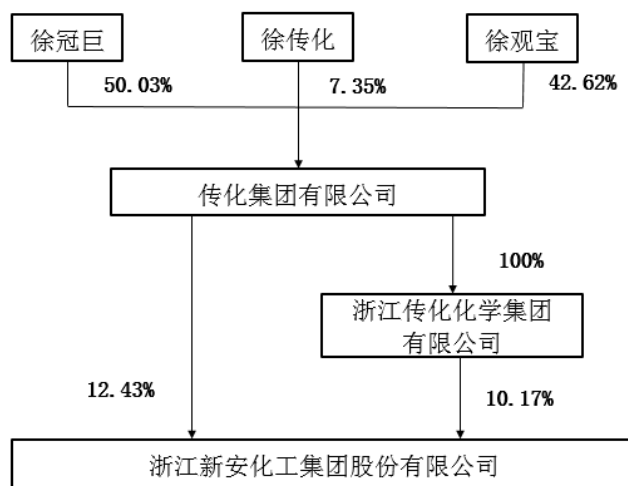 徐冠巨
徐传化
徐观宝
50.03%
7.35%
42.62%
传化集团有限公司
100%
浙江传化化学集团
有限公司
12.43%
10.17%
浙江新安化工集团股份有限公司